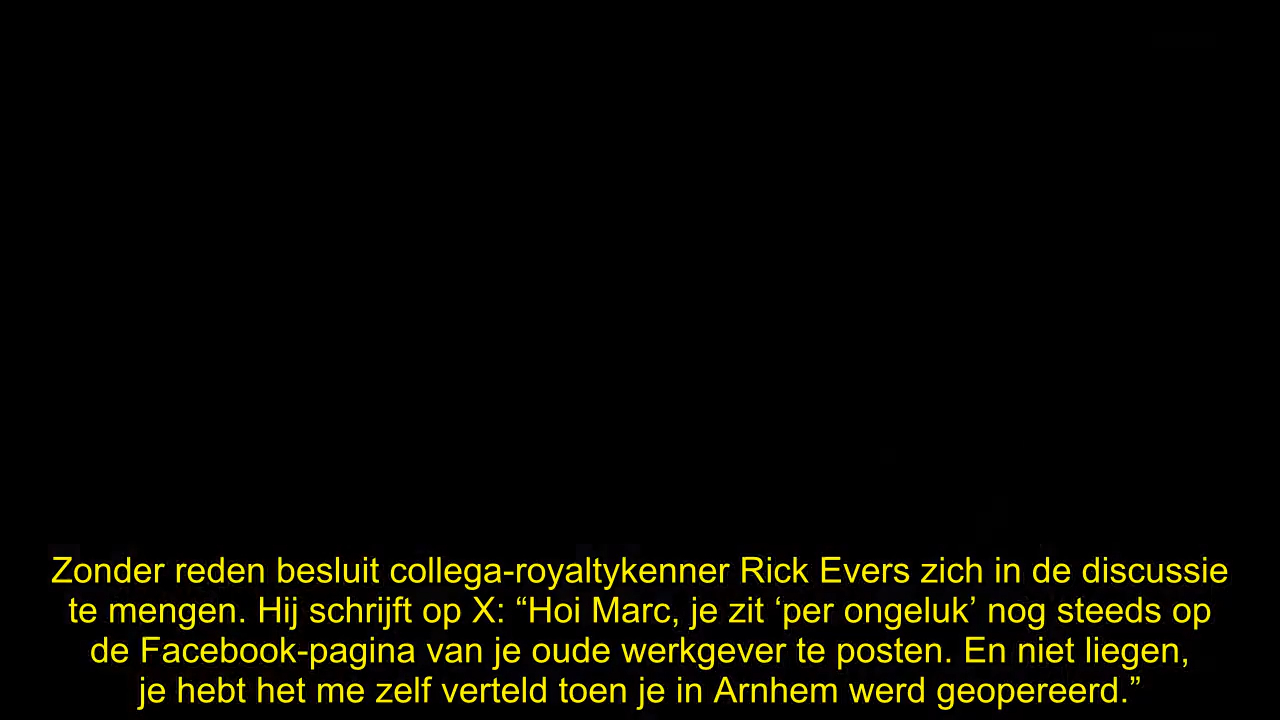 Zonder reden besluit collega-royaltykenner Rick Evers zich in de discussie
te mengen. Hij schrijft op X: “Hoi Marc, je zit ‘per ongeluk’ nog steeds op
de Facebook-pagina van je oude werkgever te posten. En niet liegen,
je hebt het me zelf verteld toen je in Arnhem werd geopereerd.”